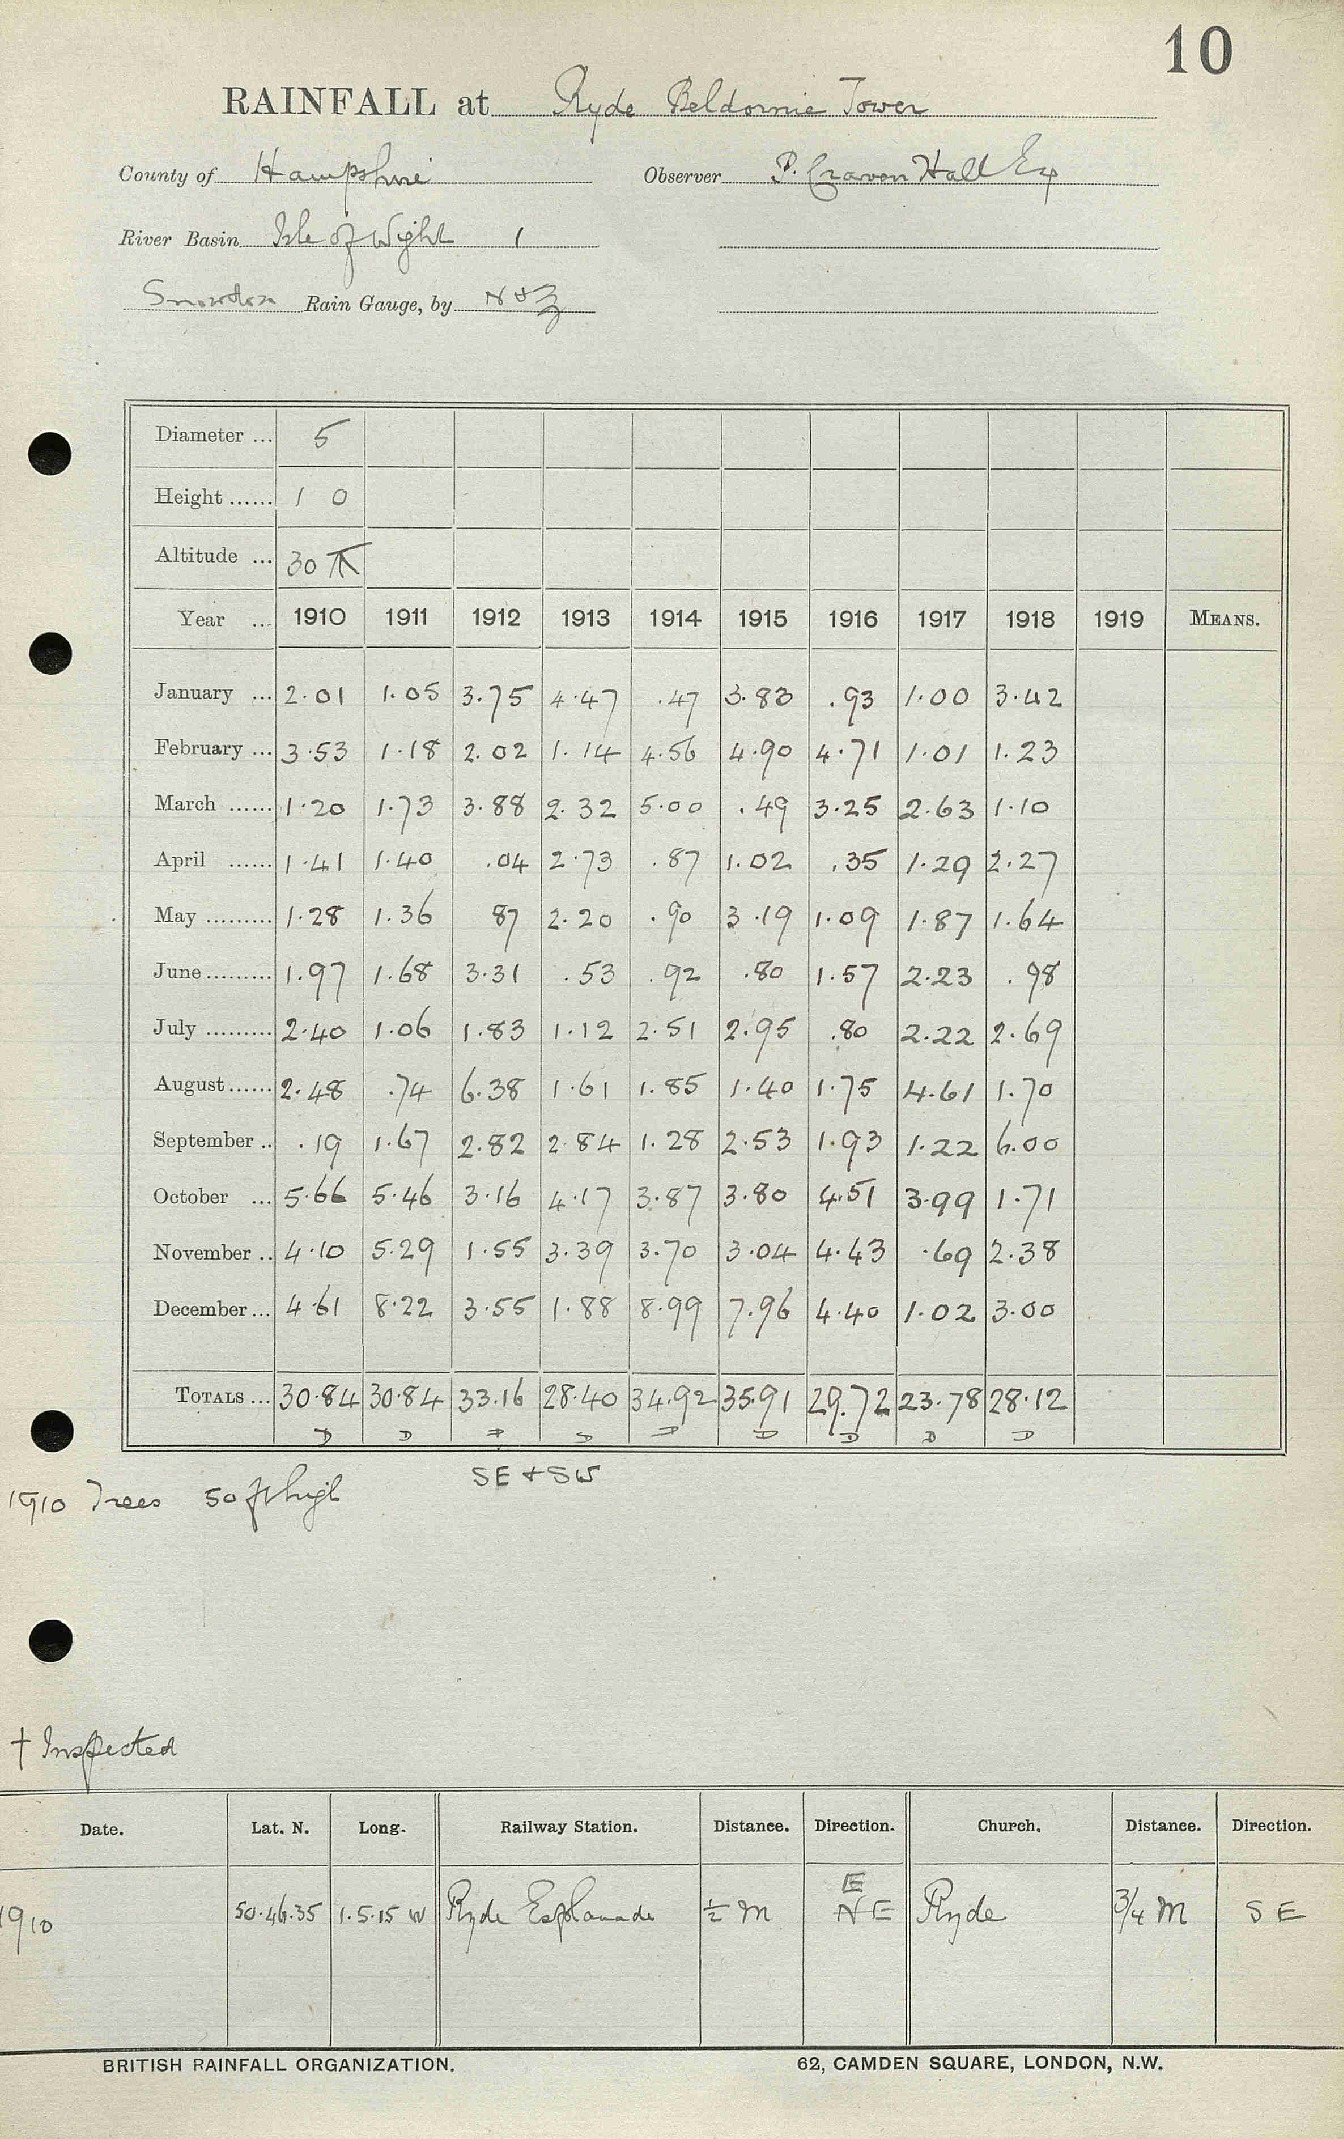 10
RAINFALL at Ryde Beldornie Tower
County of Hampshire Observer P. Craven Hall Esq
River Basin Isle of Wight 1
Snowdon Rain Gauge, by N & Z
Diameter ... 5
Height ...... 1 0
Altitude ... 30 ft
Year ... 1910 1911 1912 1913 1914 1915 1916 1917 1918 1919 MEANS.
January ... 2.01 1.05 3.75 4.47 .47 3.83 .93 1.00 3.42
February ... 3.53 1.18 2.02 1.14 4.56 4.90 4.71 1.01 1.23
March ...... 1.20 1.73 3.88 2.32 5.00 .49 3.25 2.63 1.10
April ...... 1.41 1.40 .04 2.73 .87 1.02 .35 1.29 2.27
May ......... 1.28 1.36 87 2.20 .90 3.19 1.09 1.87 1.64
June ......... 1.97 1.68 3.31 .53 .92 .80 1.57 2.23 .98
July ......... 2.40 1.06 1.83 1.12 2.51 2.95 .80 2.22 2.69
August ...... 2.48 .74 6.38 1.61 1.85 1.40 1.75 4.61 1.70
September .. .19 1.67 2.82 2.84 1.28 2.53 1.93 1.22 6.00
October ... 5.66 5.46 3.16 4.17 3.87 3.80 4.51 3.99 1.71
November .. 4.10 5.29 1.55 3.39 3.70 3.04 4.43 .69 2.38
December ... 4.61 8.22 3.55 1.88 8.99 7.96 4.40 1.02 3.00
TOTALS ... 30.84 30.84 33.16 28.40 34.92 35.91 29.72 23.78 28.12
D D D D D D D D D
1910 Trees 50 ft high SE + SW
† Inspected
Date. Lat. N. Long. Railway Station. Distance. Direction. Church. Distance. Direction.
E
1910 50.46.35 1.5.15 W Ryde Esplanade ½ m NE Ryde ¾ m SE
BRITISH RAINFALL ORGANIZATION. 62, CAMDEN SQUARE, LONDON, N.W.